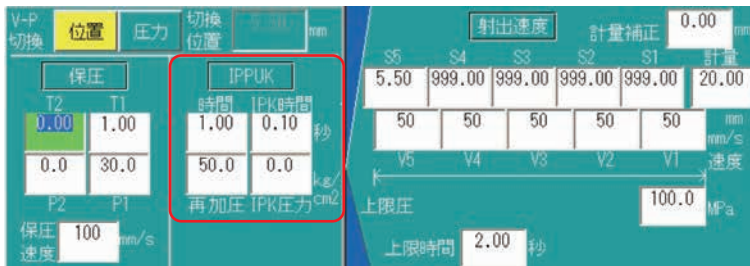 V-P 切換 位置 圧力 切換 位置 5.50 mm
保圧
T2 T1
0.00 1.00
0.0 30.0
P2 P1
保圧 速度 100 mm/s
IPPUK
時間 IPK時間
1.00 0.10 秒
50.0 0.0 kg/cm2
再加圧 IPK圧力
射出速度 計量補正 0.00 mm
S5 S4 S3 S2 S1 計量
5.50 999.00 999.00 999.00 999.00 20.00
50 50 50 50 50 mm mm/s
V5 V4 V3 V2 V1 速度
上限圧 100.0 MPa
上限時間 2.00 秒